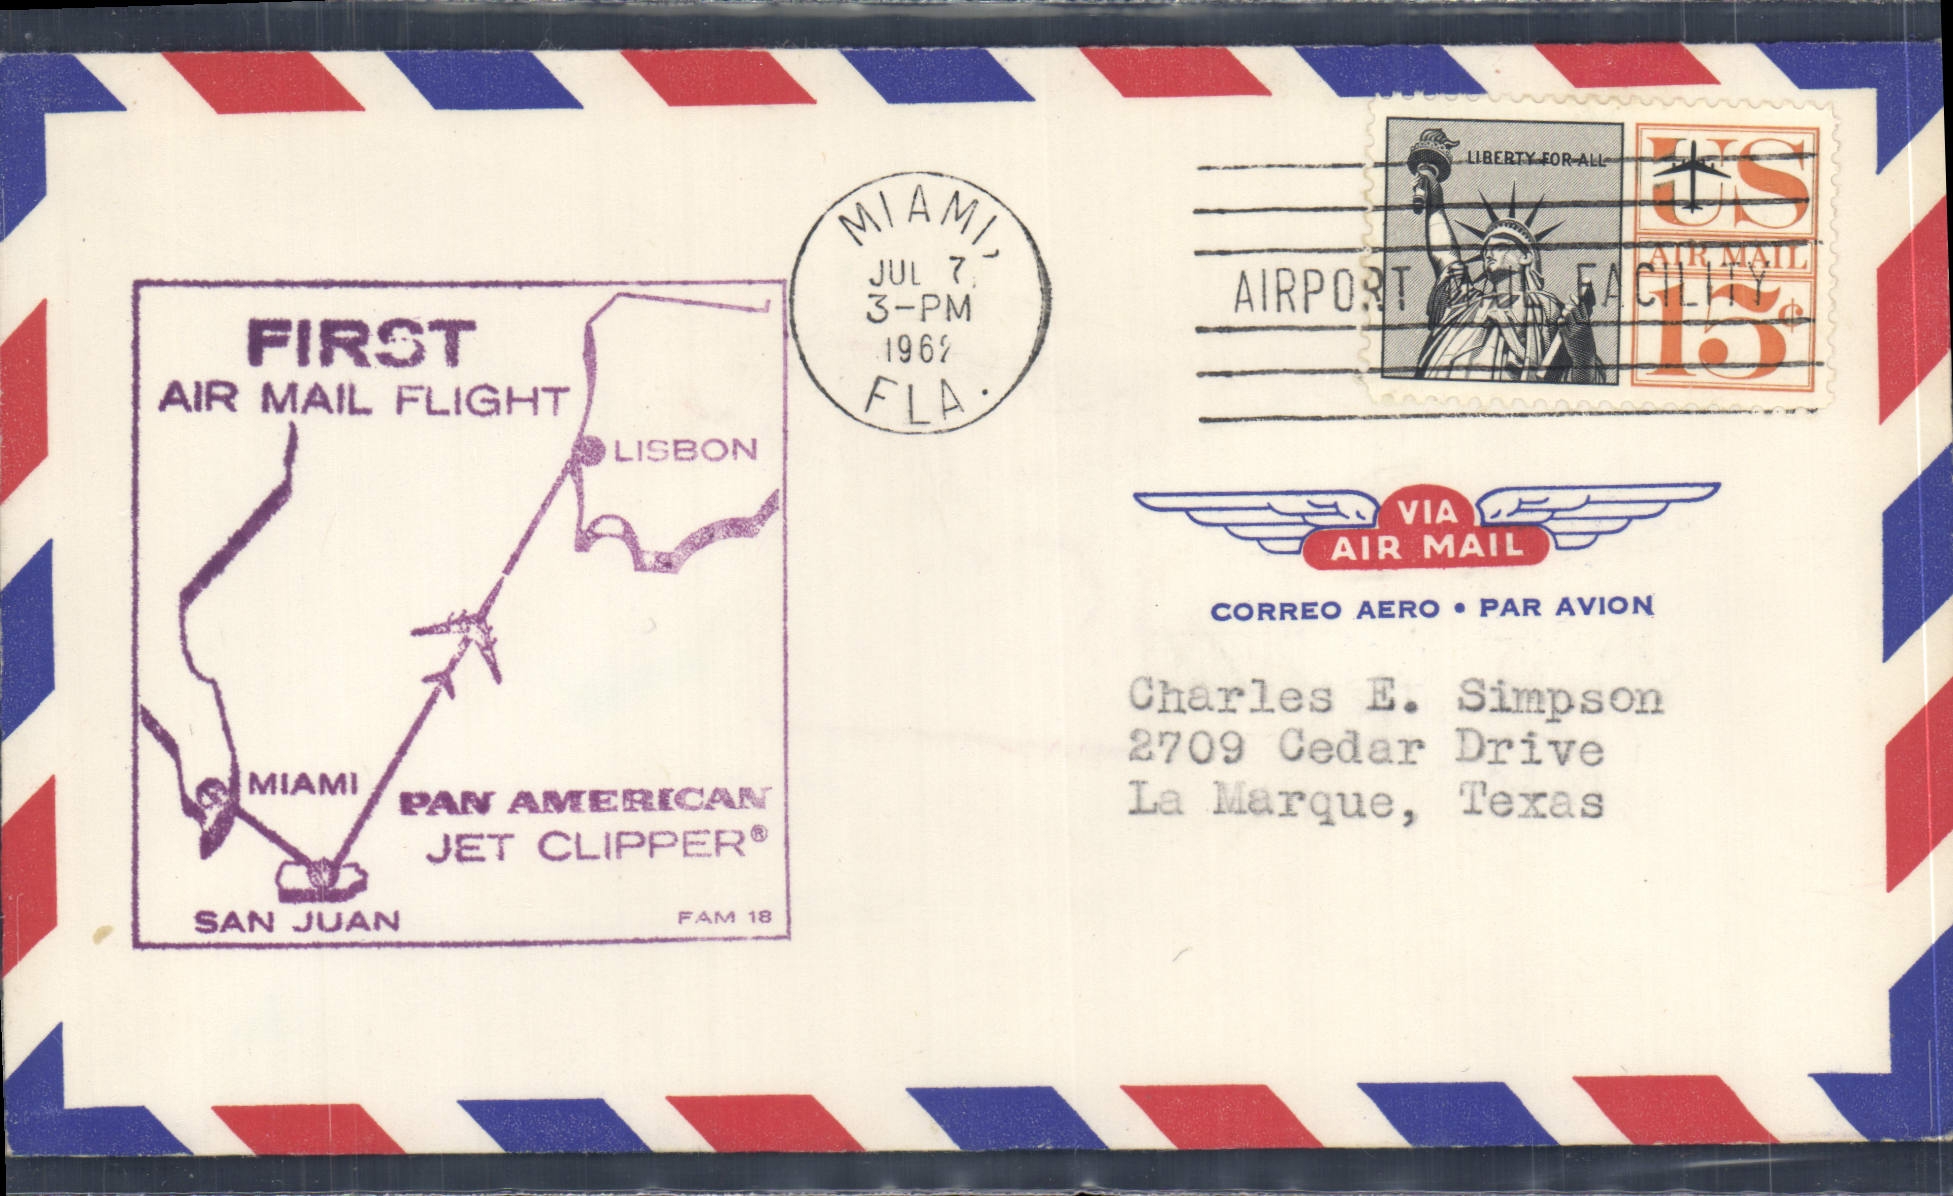 FIRST
AIR MAIL FLIGHT
LISBON
MIAMI
PAN AMERICAN
JET CLIPPER®
SAN JUAN
FAM 18
MIAMI,
JUL 7
3-PM
1962
FLA.
AIRPORT FACILITY
LIBERTY FOR ALL
US
AIR MAIL
15¢
VIA
AIR MAIL
CORREO AERO • PAR AVION
Charles E. Simpson
2709 Cedar Drive
La Marque, Texas